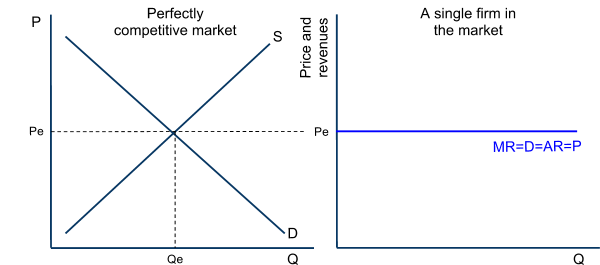 P
Perfectly
competitive market
S
Pe
D
Qe
Q
Price and
revenues
A single firm in
the market
Pe
MR=D=AR=P
Q